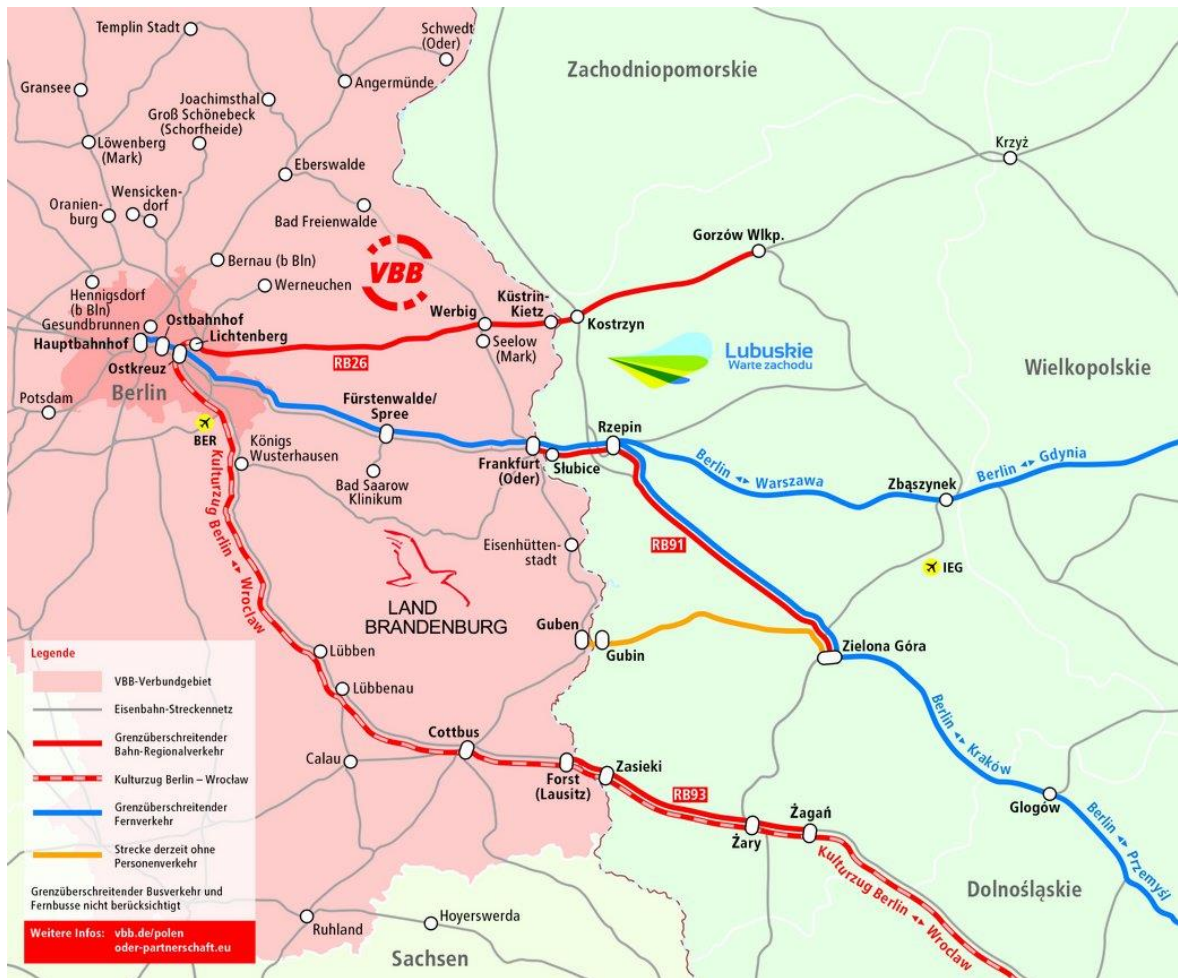 Templin Stadt
Schwedt
(Oder)
Zachodniopomorskie
Gransee
Angermünde
Joachimsthal
Groß Schönebeck
(Schorfheide)
Löwenberg
(Mark)
Krzyż
Eberswalde
Wensicken-
dorf
Oranien-
burg
Bad Freienwalde
Gorzów Wlkp.
Bernau (b Bln)
VBB
Werneuchen
Hennigsdorf
(b Bln)
Küstrin-
Kietz
Werbig
Kostrzyn
Gesundbrunnen
Ostbahnhof
Lichtenberg
Hauptbahnhof
Seelow
(Mark)
Lubuskie
Warte zachodu
Ostkreuz
RB26
Wielkopolskie
Berlin
Potsdam
Fürstenwalde/
Spree
BER
Rzepin
Königs
Wusterhausen
Frankfurt
(Oder)
Słubice
Berlin ◄► Warszawa
Berlin ◄► Gdynia
Zbąszynek
Bad Saarow
Klinikum
Kulturzug Berlin ◄► Wrocław
Eisenhütten-
stadt
RB91
IEG
LAND
BRANDENBURG
Guben
Gubin
Zielona Góra
Lübben
Lübbenau
Berlin ◄► Kraków
Cottbus
Calau
Forst
(Lausitz)
Zasieki
RB93
Żary
Żagań
Glogów
Berlin ◄► Przemyśl
Kulturzug Berlin ◄► Wrocław
Dolnośląskie
Ruhland
Hoyerswerda
Sachsen
Legende
VBB-Verbundgebiet
Eisenbahn-Streckennetz
Grenzüberschreitender
Bahn-Regionalverkehr
Kulturzug Berlin – Wrocław
Grenzüberschreitender
Fernverkehr
Strecke derzeit ohne
Personenverkehr
Grenzüberschreitender Busverkehr und
Fernbusse nicht berücksichtigt
Weitere Infos: vbb.de/polen
oder-partnerschaft.eu